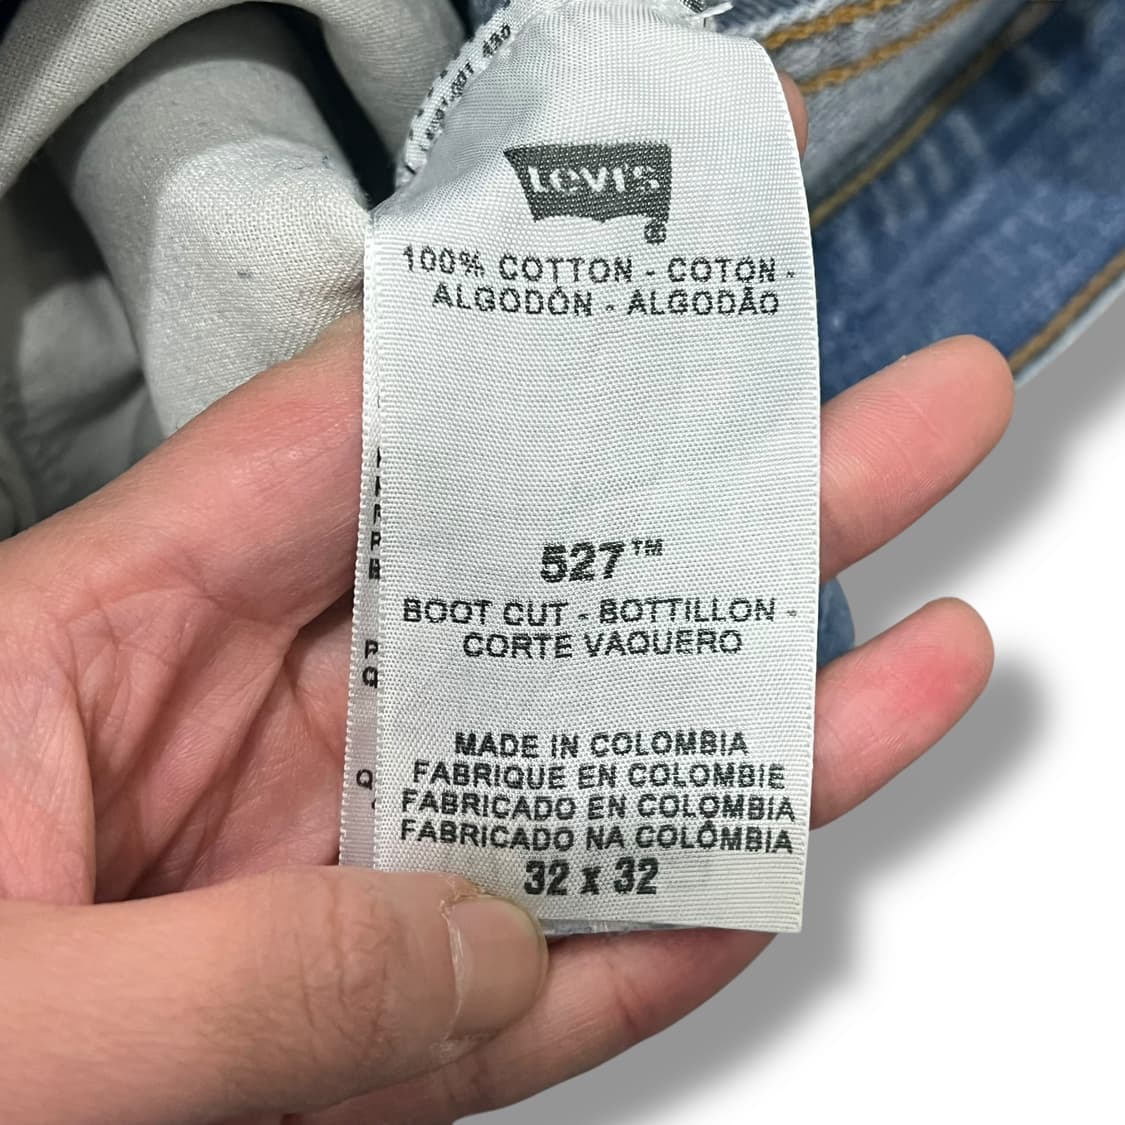 Levi's
100% COTTON - COTON -
ALGODÓN - ALGODÃO
527™
BOOT CUT - BOTTILLON -
CORTE VAQUERO
MADE IN COLOMBIA
FABRIQUE EN COLOMBIE
FABRICADO EN COLOMBIA
FABRICADO NA COLÔMBIA
32 x 32